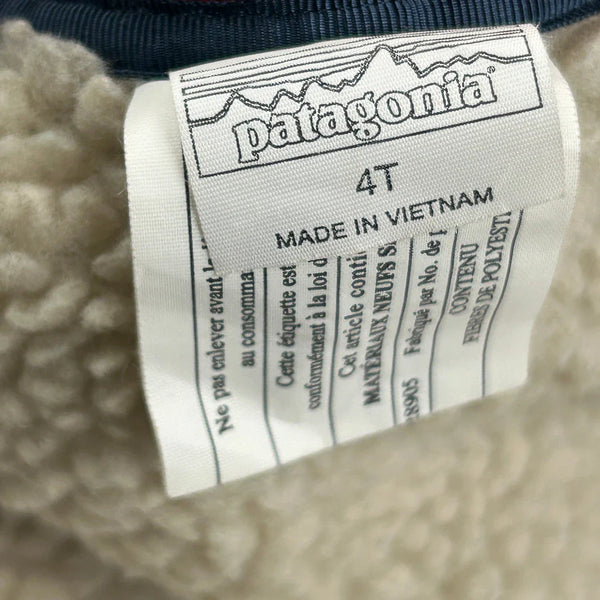 patagonia®
4T
MADE IN VIETNAM
Ne pas enlever avant
au consomma
Cette étiquette est
conformément à la loi d
Cet article conti
MATÉRIAUX NEUFS S
Fabriqué par No. de
28905
CONTENU
FIBRES DE POLYEST